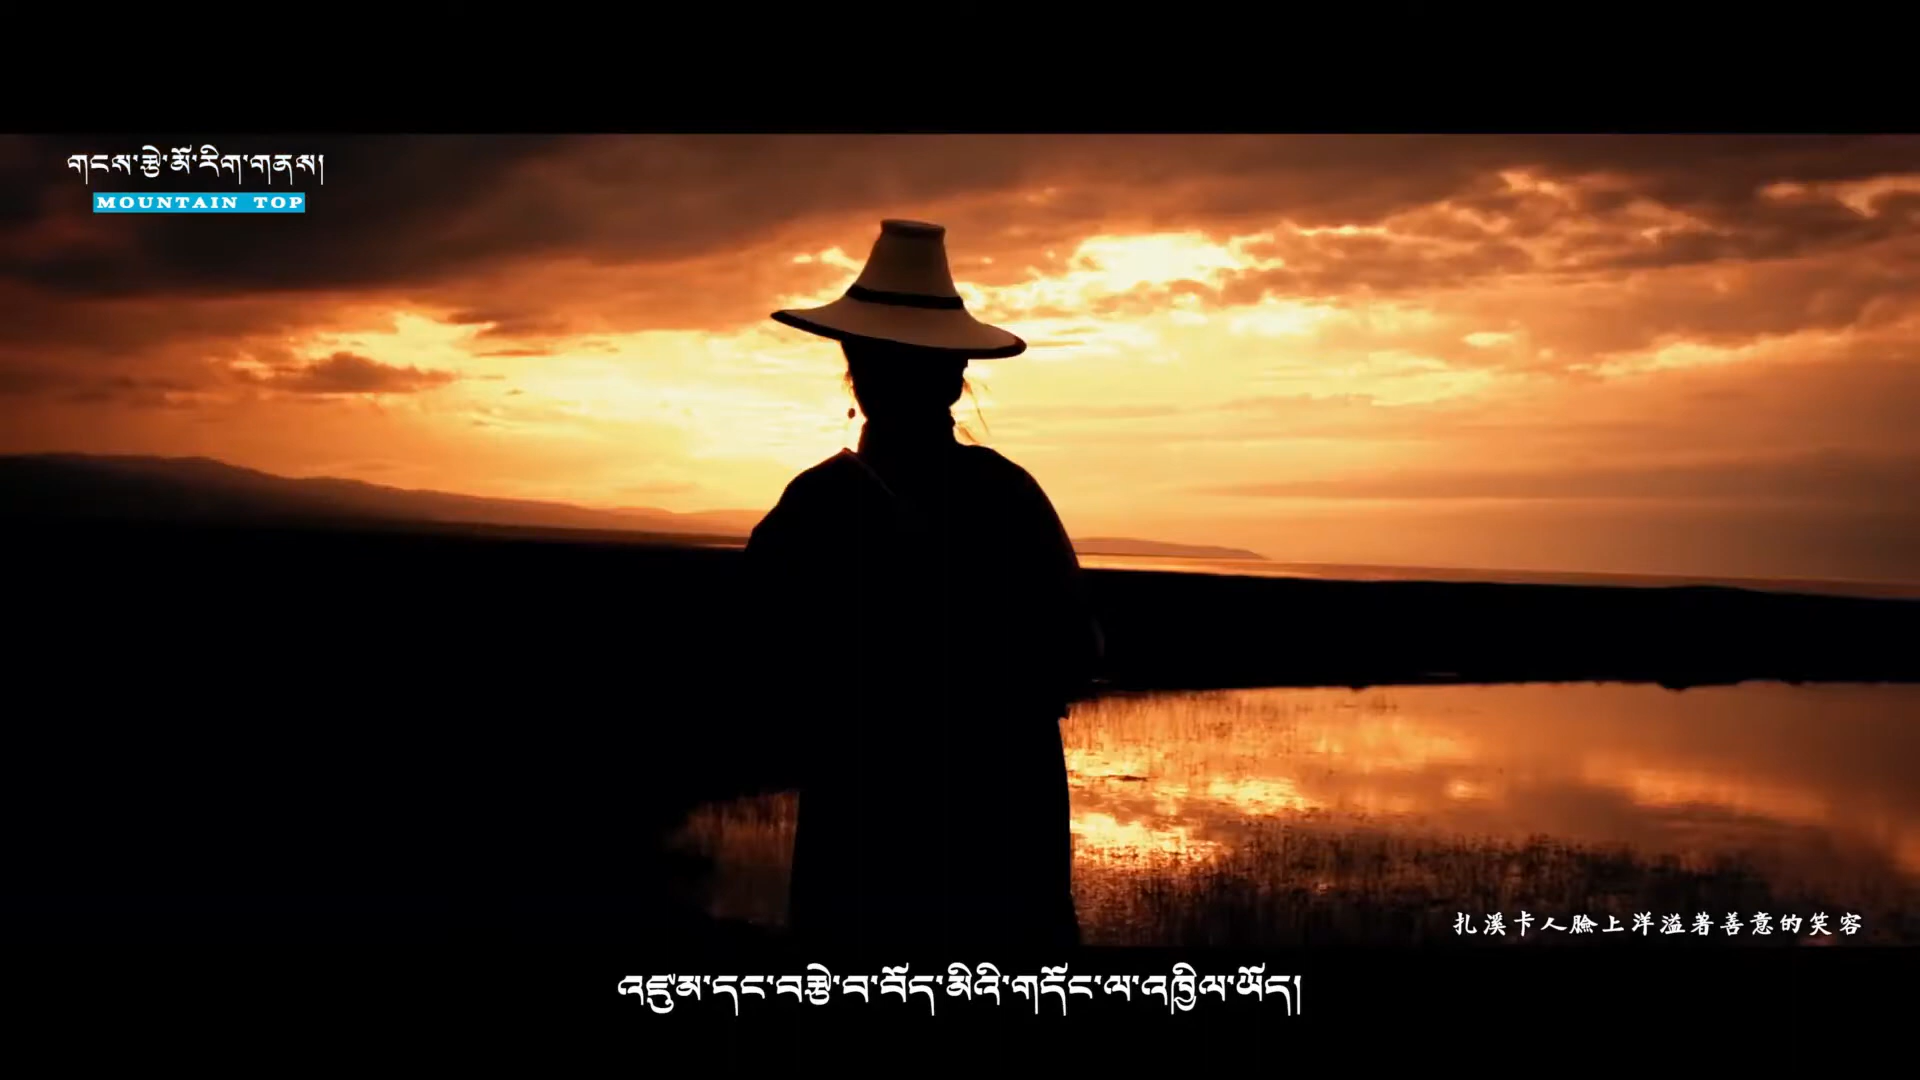 གངས་རྩེ་མོ་རིག་གནས།
MOUNTAIN TOP
扎溪卡人臉上洋溢著善意的笑容
འཛུམ་དང་བརྩེ་བ་བོད་མིའི་གདོང་ལ་འཁྱིལ་ཡོད།